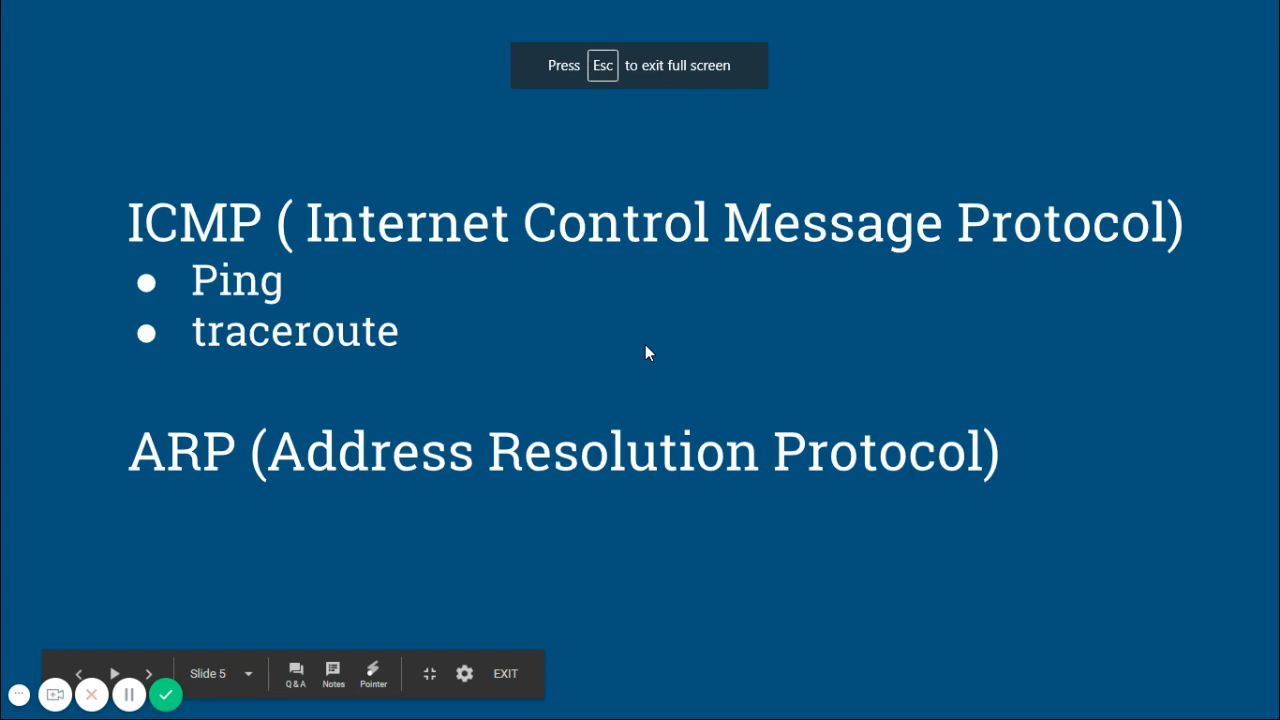 Press Esc to exit full screen
ICMP ( Internet Control Message Protocol)
● Ping
● traceroute
ARP (Address Resolution Protocol)
Slide 5 Q & A Notes Pointer EXIT